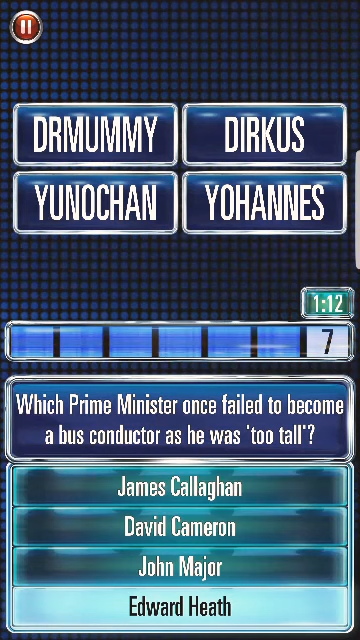 DRMUMMY
DIRKUS
YUNOCHAN
YOHANNES
1:12
7
Which Prime Minister once failed to become
a bus conductor as he was 'too tall'?
James Callaghan
David Cameron
John Major
Edward Heath